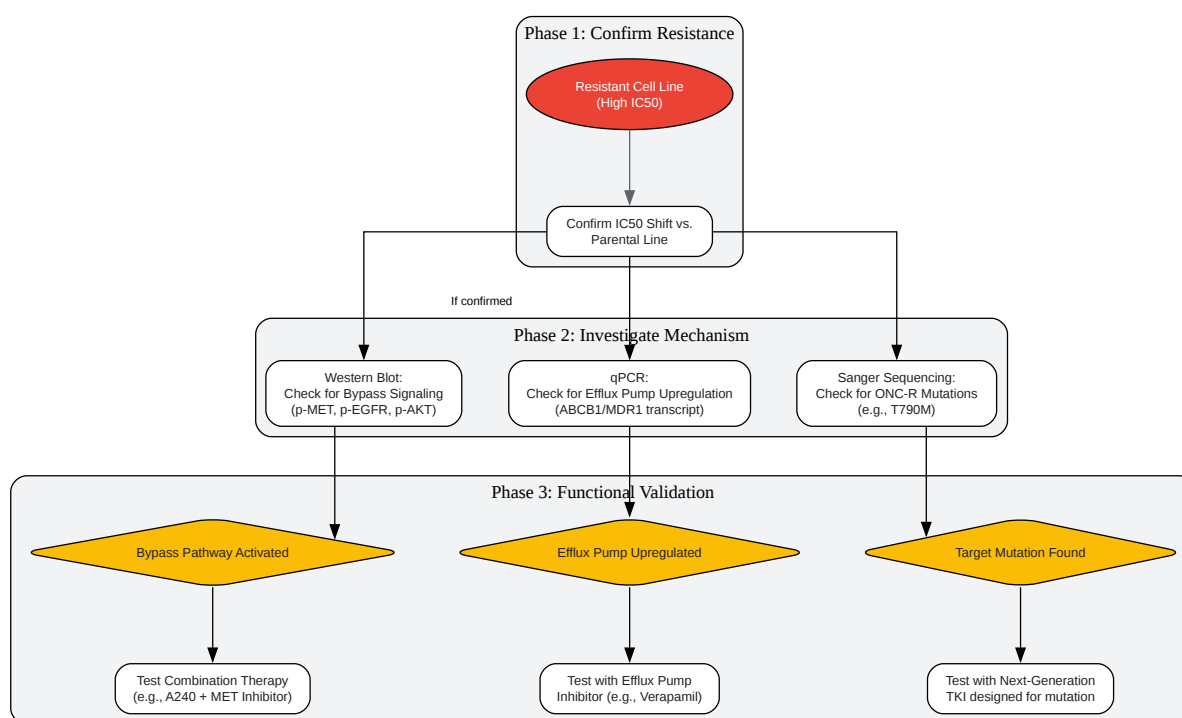 Phase 1: Confirm Resistance
Resistant Cell Line
(High IC50)
Confirm IC50 Shift vs.
Parental Line
If confirmed
Phase 2: Investigate Mechanism
Western Blot:
Check for Bypass Signaling
(p-MET, p-EGFR, p-AKT)
qPCR:
Check for Efflux Pump Upregulation
(ABCB1/MDR1 transcript)
Sanger Sequencing:
Check for ONC-R Mutations
(e.g., T790M)
Phase 3: Functional Validation
Bypass Pathway Activated
Efflux Pump Upregulated
Target Mutation Found
Test Combination Therapy
(e.g., A240 + MET Inhibitor)
Test with Efflux Pump
Inhibitor (e.g., Verapamil)
Test with Next-Generation
TKI designed for mutation